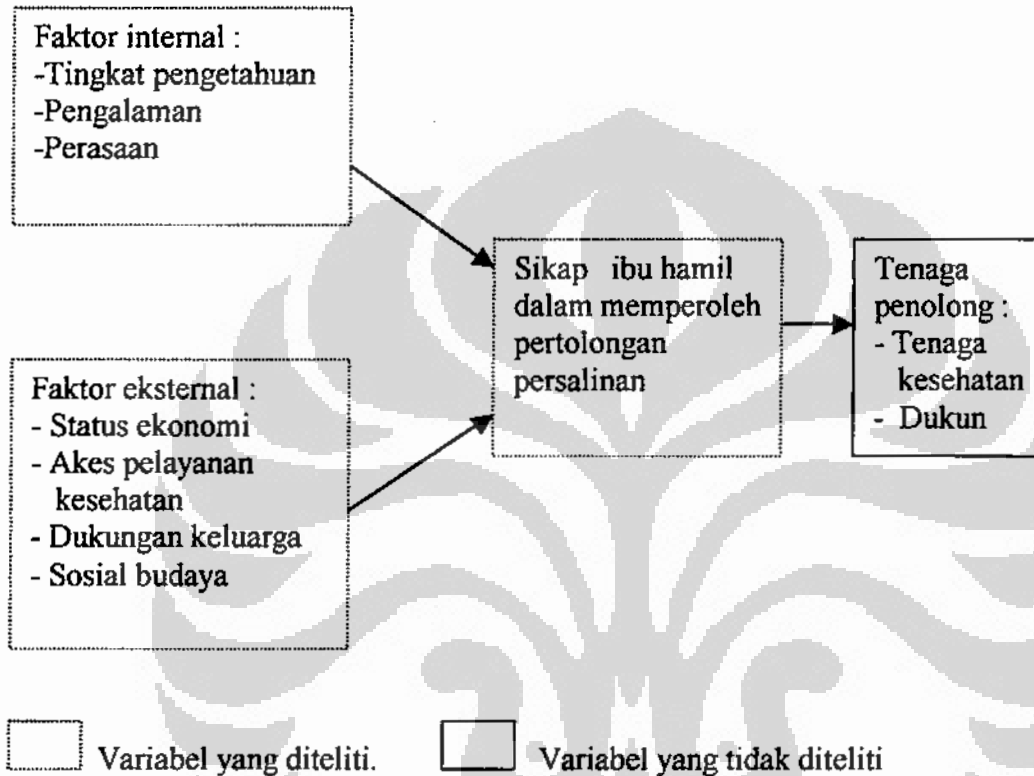 Faktor internal :
-Tingkat pengetahuan
-Pengalaman
-Perasaan
Faktor eksternal :
- Status ekonomi
- Akes pelayanan
kesehatan
- Dukungan keluarga
- Sosial budaya
Sikap ibu hamil
dalam memperoleh
pertolongan
persalinan
Tenaga
penolong :
- Tenaga
kesehatan
- Dukun
Variabel yang diteliti.
Variabel yang tidak diteliti